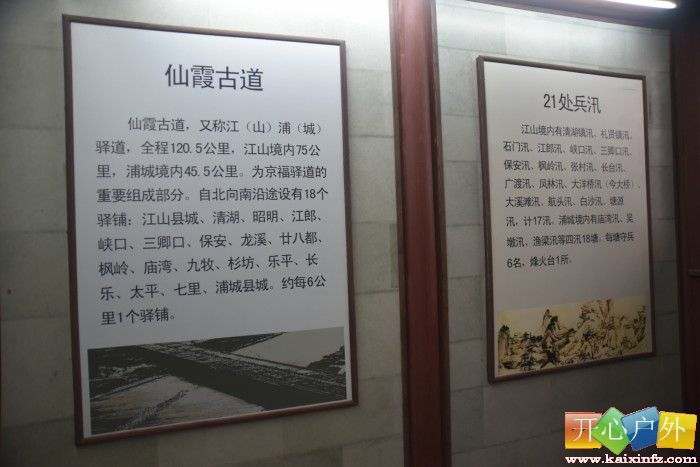 仙霞古道
仙霞古道，又称江（山）浦（城）
驿道，全程120.5公里，江山境内75公
里，浦城境内45.5公里。为京福驿道的
重要组成部分。自北向南沿途设有18个
驿铺：江山县城、清湖、昭明、江郎、
峡口、三卿口、保安、龙溪、廿八都、
枫岭、庙湾、九牧、杉坊、乐平、长
乐、太平、七里、浦城县城。约每6公
里1个驿铺。
21处兵汛
江山境内有清湖镇汛、礼贤镇汛、
石门汛、江郎汛、峡口汛、三卿口汛、
保安汛、枫岭汛、张村汛、长台汛、
广渡汛、凤林汛、大洋桥汛（今大桥）、
大溪滩汛、航头汛、白沙汛、塘源
汛，计17汛。浦城境内有庙湾汛、吴
墩汛、渔梁汛等四汛18塘，每塘守兵
6名，烽火台1所。
开心户外
www.kaixinfz.com